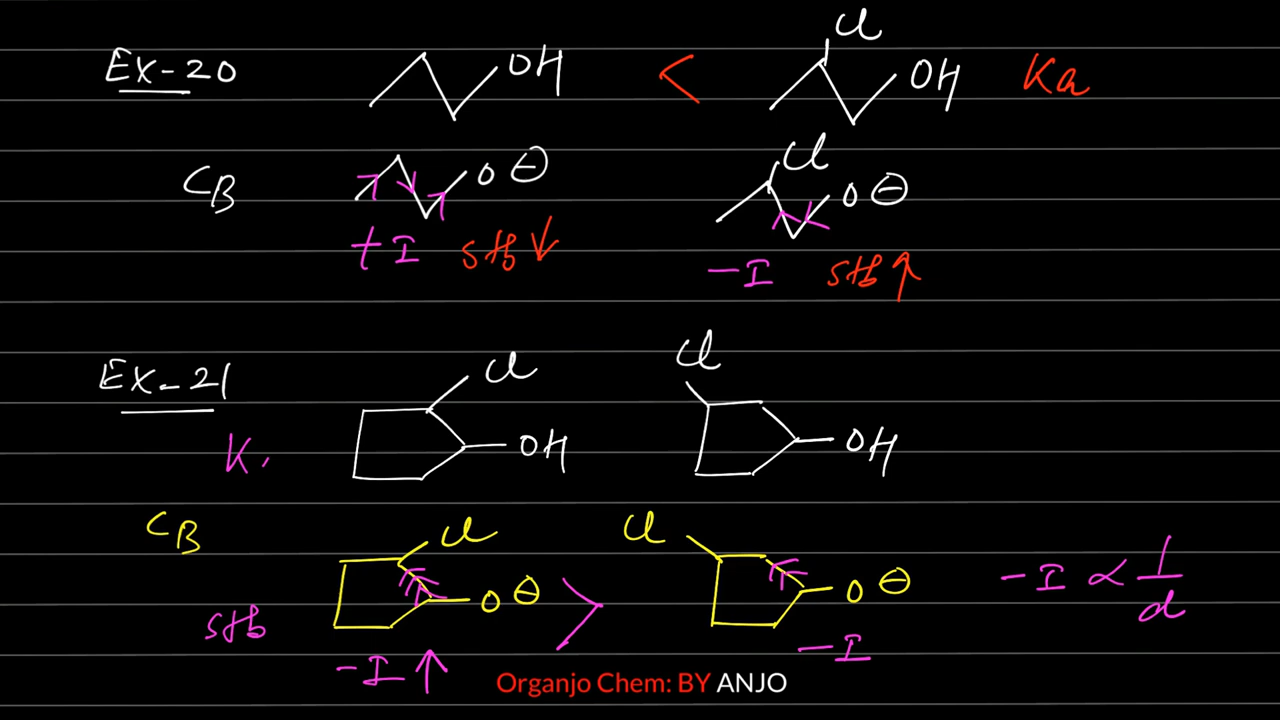 Cl
Ex-20 OH < OH Ka
CB O⊖ Cl O⊖
+I stb↓ -I stb↑
Ex-21 Cl Cl
K. OH OH
CB Cl Cl
O⊖ > O⊖ -I ∝ 1/d
stb -I↑ -I
Organjo Chem: BY ANJO